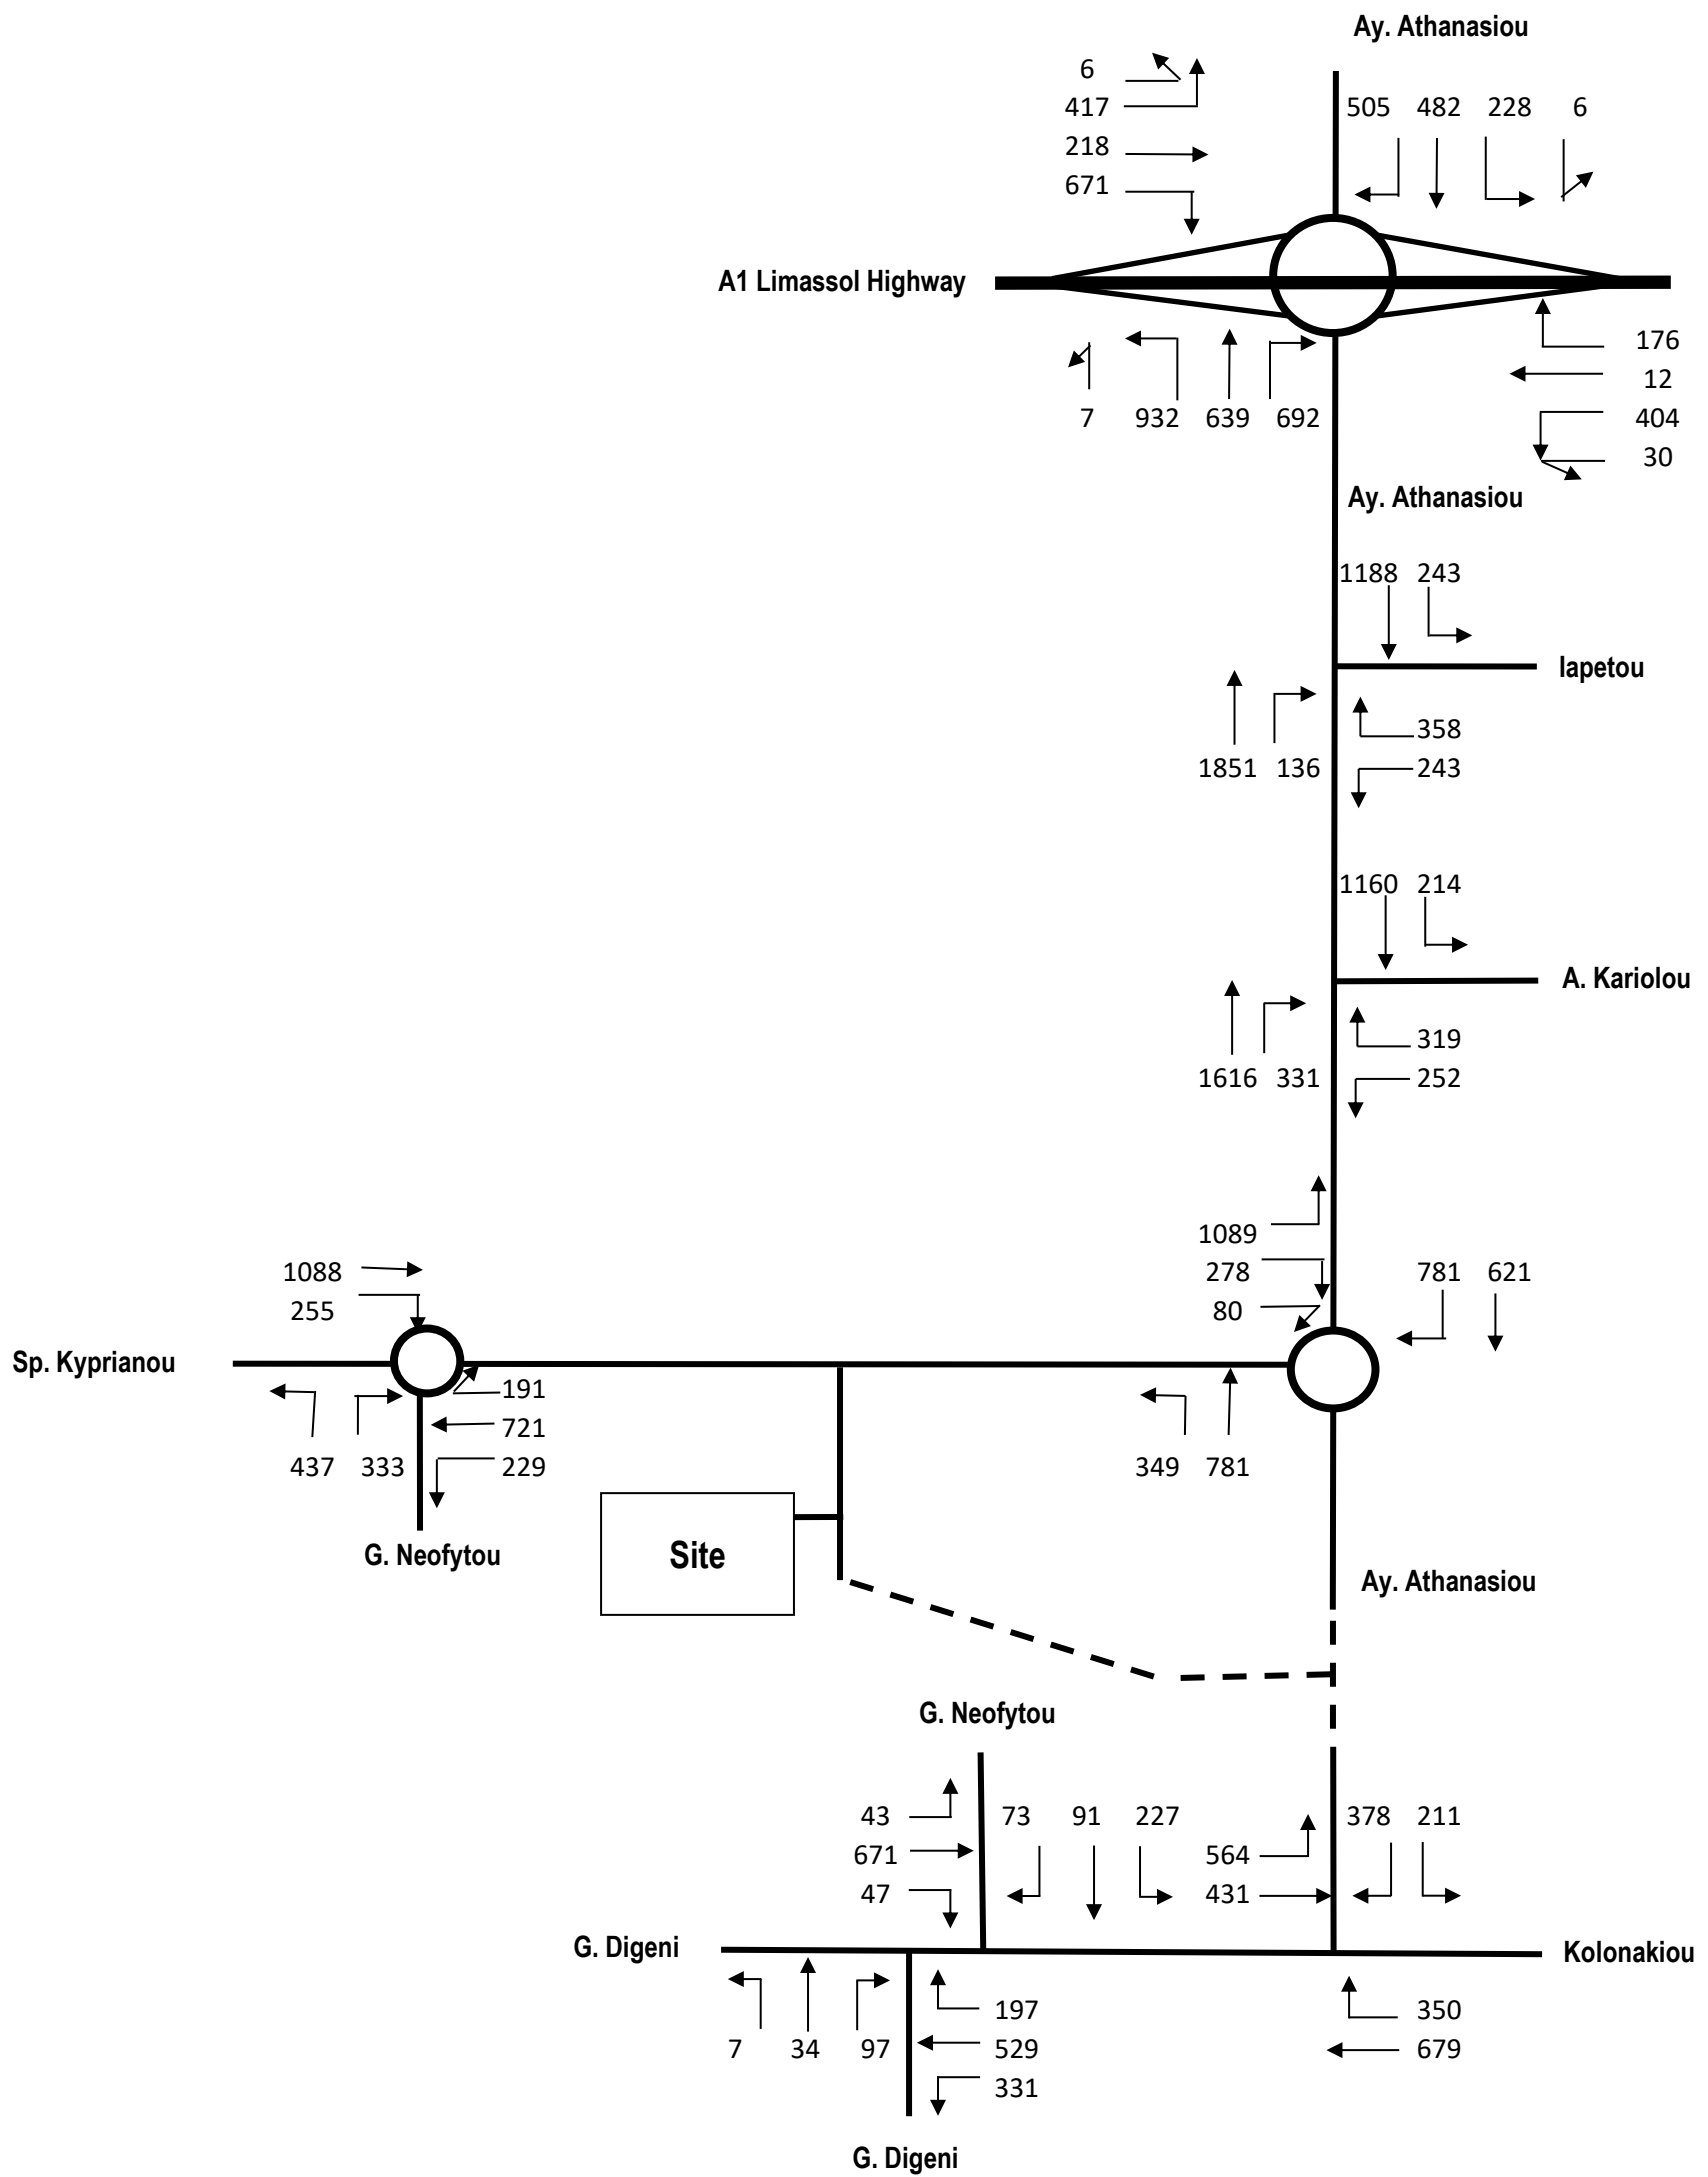 Ay. Athanasiou
6
417
218
671
505 482 228 6
A1 Limassol Highway
176
12
404
30
7 932 639 692
Ay. Athanasiou
1188 243
Iapetou
358
243
1851 136
1160 214
A. Kariolou
319
252
1616 331
1089
278
80
781 621
1088
255
Sp. Kyprianou
191
721
229
437 333
349 781
G. Neofytou
Site
Ay. Athanasiou
G. Neofytou
43
671
47
73 91 227
564
431
378 211
G. Digeni
Kolonakiou
7 34 97
197
529
331
350
679
G. Digeni